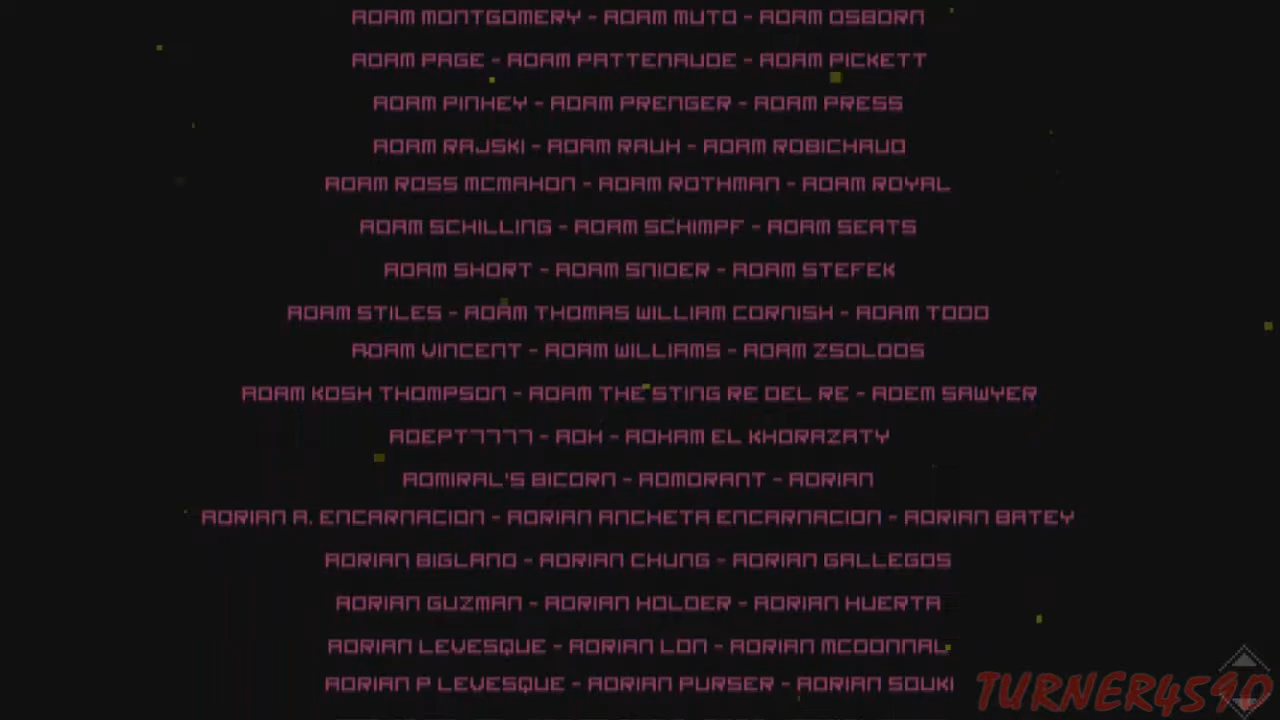 ADAM MONTGOMERY - ADAM MUTO - ADAM OSBORN
ADAM PAGE - ADAM PATTENAUDE - ADAM PICKETT
ADAM PINHEY - ADAM PRENGER - ADAM PRESS
ADAM RAJSKI - ADAM RAUH - ADAM ROBICHAUD
ADAM ROSS MCMAHON - ADAM ROTHMAN - ADAM ROYAL
ADAM SCHILLING - ADAM SCHIMPF - ADAM SEATS
ADAM SHORT - ADAM SNIDER - ADAM STEFEK
ADAM STILES - ADAM THOMAS WILLIAM CORNISH - ADAM TODD
ADAM VINCENT - ADAM WILLIAMS - ADAM ZSOLDOS
ADAM KOSH THOMPSON - ADAM THE STING RE DEL RE - ADEM SAWYER
ADEPT7777 - ADH - ADHAM EL KHORAZATY
ADMIRAL'S BICORN - ADMORANT - ADRIAN
ADRIAN A. ENCARNACION - ADRIAN ANCHETA ENCARNACION - ADRIAN BATEY
ADRIAN BIGLAND - ADRIAN CHUNG - ADRIAN GALLEGOS
ADRIAN GUZMAN - ADRIAN HOLDER - ADRIAN HUERTA
ADRIAN LEVESQUE - ADRIAN LON - ADRIAN MCDONNAL
ADRIAN P LEVESQUE - ADRIAN PURSER - ADRIAN SOUKI
TURNER4590